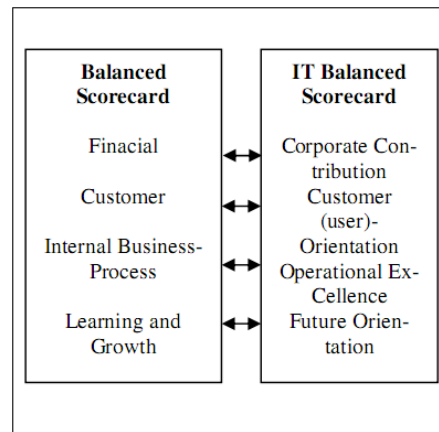 Balanced
Scorecard
Finacial
Customer
Internal Business-
Process
Learning and
Growth
IT Balanced
Scorecard
Corporate Con-
tribution
Customer
(user)-
Orientation
Operational Ex-
Cellence
Future Orien-
tation